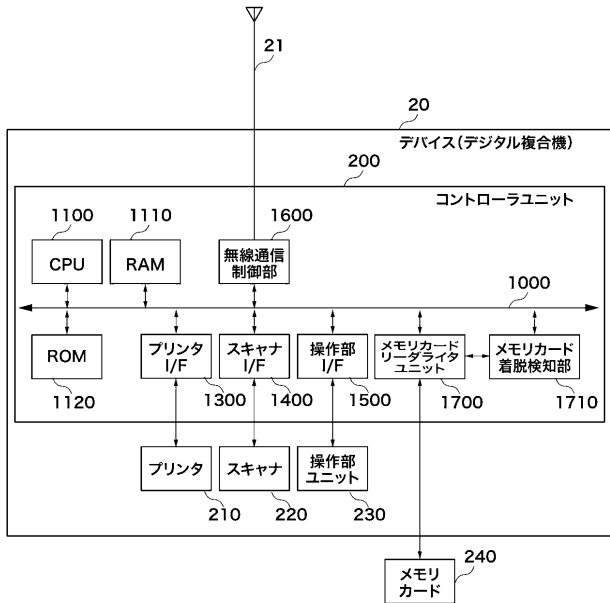 21
20
デバイス(デジタル複合機)
200
コントローラユニット
1100
1110
1600
CPU
RAM
無線通信
制御部
1000
ROM
プリンタ
I/F
スキャナ
I/F
操作部
I/F
メモリカード
リーダライタ
ユニット
メモリカード
着脱検知部
1120
1300
1400
1500
1700
1710
プリンタ
スキャナ
操作部
ユニット
210
220
230
240
メモリ
カード